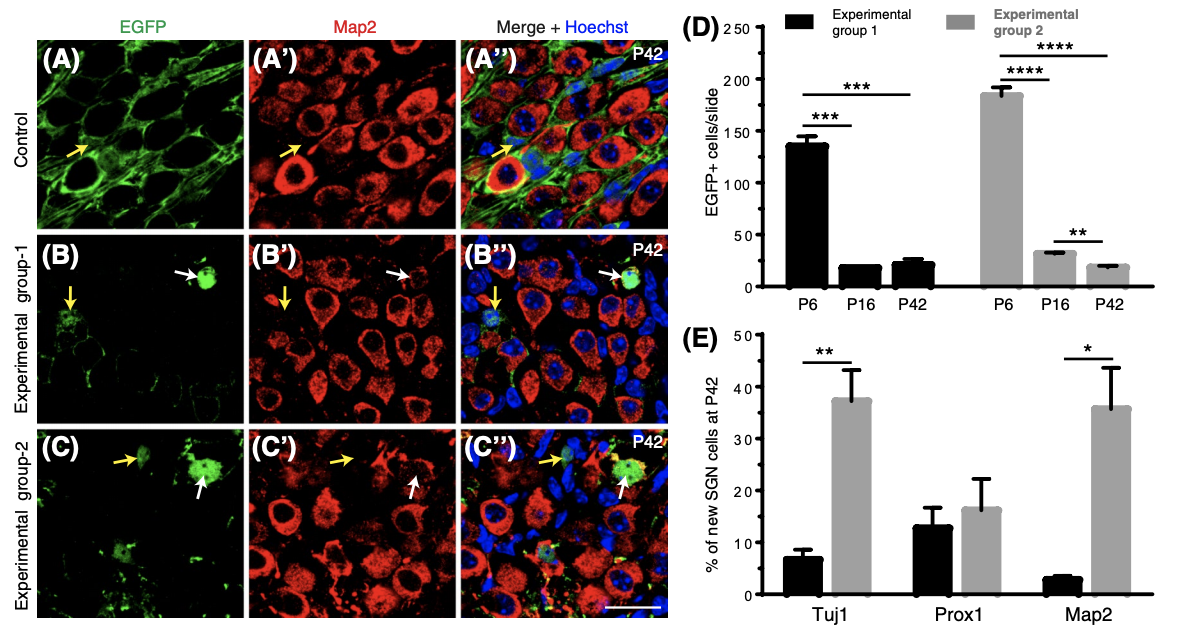 EGFP
Map2
Merge + Hoechst
Control
(A)
(A')
(A'')
P42
Experimental group-1
(B)
(B')
(B'')
P42
Experimental group-2
(C)
(C')
(C'')
P42
(D)
Experimental
group 1
Experimental
group 2
EGFP+ cells/slide
250
200
150
100
50
0
***
***
****
****
**
P6
P16
P42
P6
P16
P42
(E)
% of new SGN cells at P42
50
40
30
20
10
0
**
*
Tuj1
Prox1
Map2